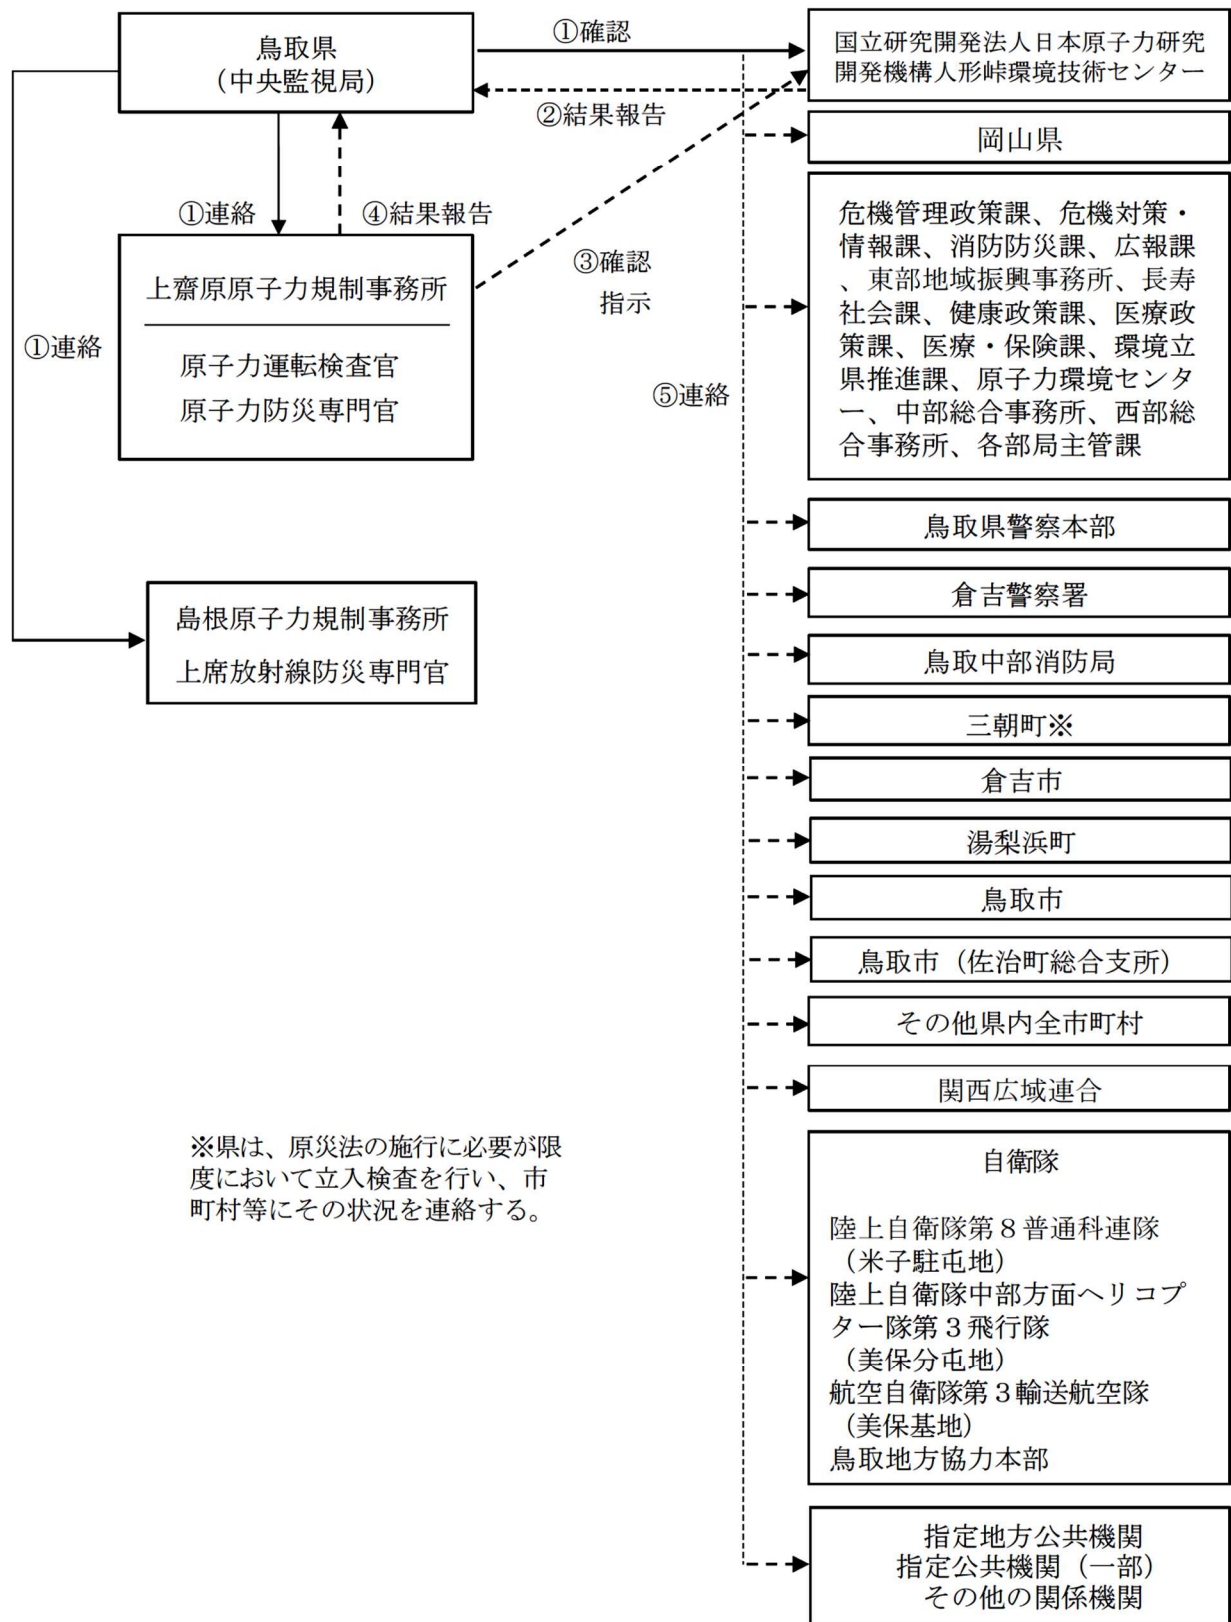 鳥取県
（中央監視局）
①確認
国立研究開発法人日本原子力研究
開発機構人形峠環境技術センター
②結果報告
岡山県
①連絡
④結果報告
危機管理政策課、危機対策・
情報課、消防防災課、広報課
、東部地域振興事務所、長寿
社会課、健康政策課、医療政
策課、医療・保険課、環境立
県推進課、原子力環境センタ
ー、中部総合事務所、西部総
合事務所、各部局主管課
上齋原原子力規制事務所
原子力運転検査官
原子力防災専門官
③確認
指示
①連絡
⑤連絡
鳥取県警察本部
倉吉警察署
島根原子力規制事務所
上席放射線防災専門官
鳥取中部消防局
三朝町※
倉吉市
湯梨浜町
鳥取市
鳥取市（佐治町総合支所）
その他県内全市町村
関西広域連合
※県は、原災法の施行に必要が限
度において立入検査を行い、市
町村等にその状況を連絡する。
自衛隊
陸上自衛隊第８普通科連隊
（米子駐屯地）
陸上自衛隊中部方面ヘリコプ
ター隊第３飛行隊
（美保分屯地）
航空自衛隊第３輸送航空隊
（美保基地）
鳥取地方協力本部
指定地方公共機関
指定公共機関（一部）
その他の関係機関